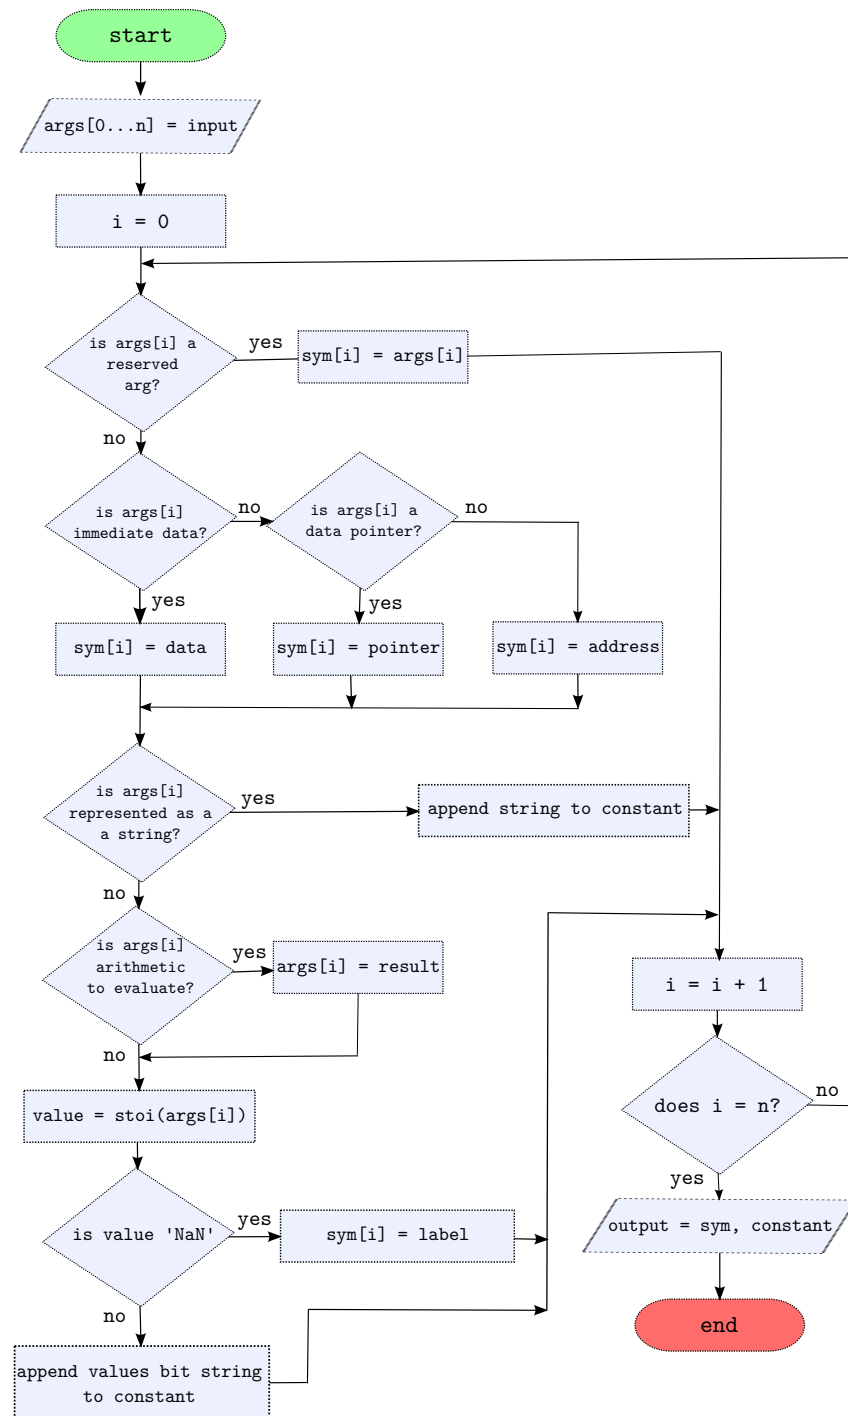 start
args[0...n] = input
i = 0
is args[i] a
reserved
arg?
yes
sym[i] = args[i]
no
is args[i]
immediate data?
no
is args[i] a
data pointer?
no
yes
yes
sym[i] = data
sym[i] = pointer
sym[i] = address
is args[i]
represented as a
a string?
yes
append string to constant
no
is args[i]
arithmetic
to evaluate?
yes
args[i] = result
no
value = stoi(args[i])
is value 'NaN'
yes
sym[i] = label
no
append values bit string
to constant
i = i + 1
does i = n?
no
yes
output = sym, constant
end